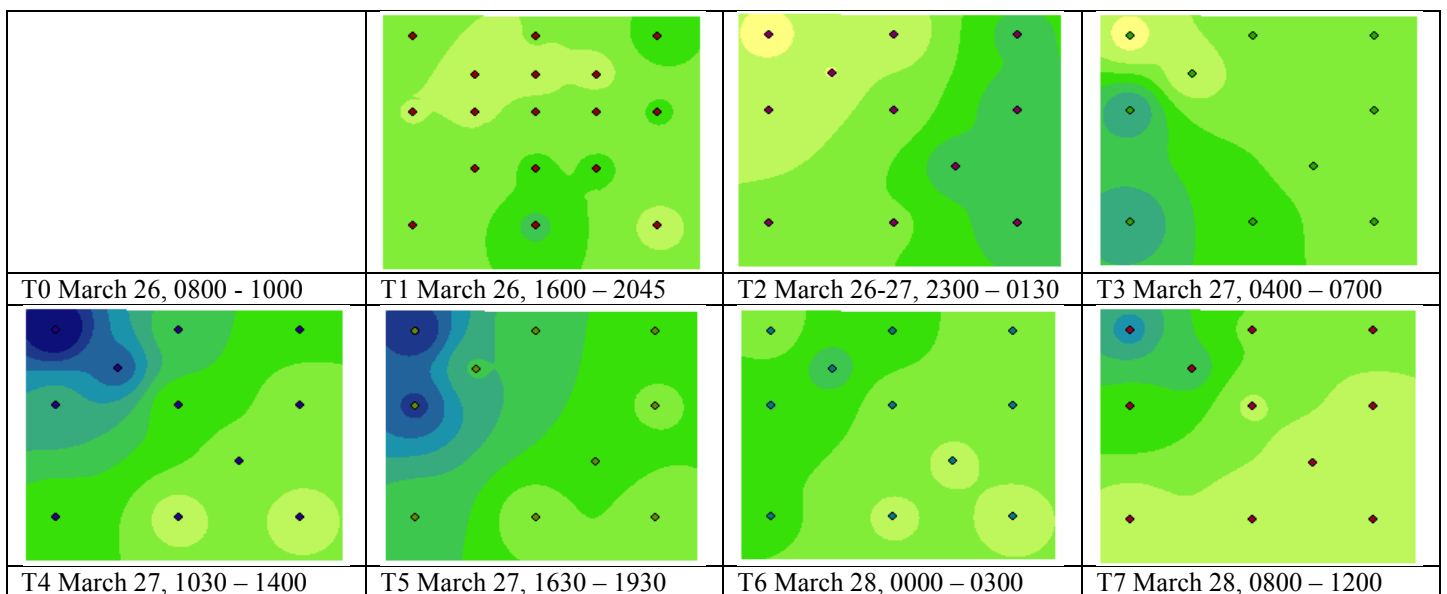 T0 March 26, 0800 - 1000
T1 March 26, 1600 – 2045
T2 March 26-27, 2300 – 0130
T3 March 27, 0400 – 0700
T4 March 27, 1030 – 1400
T5 March 27, 1630 – 1930
T6 March 28, 0000 – 0300
T7 March 28, 0800 – 1200